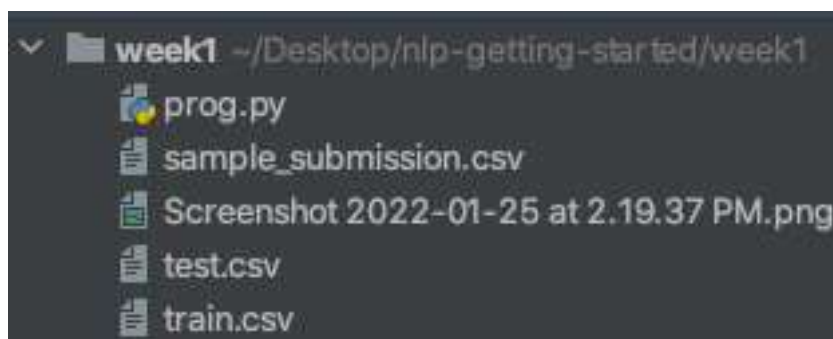 week1 ~/Desktop/nlp-getting-started/week1
prog.py
sample_submission.csv
Screenshot 2022-01-25 at 2.19.37 PM.png
test.csv
train.csv